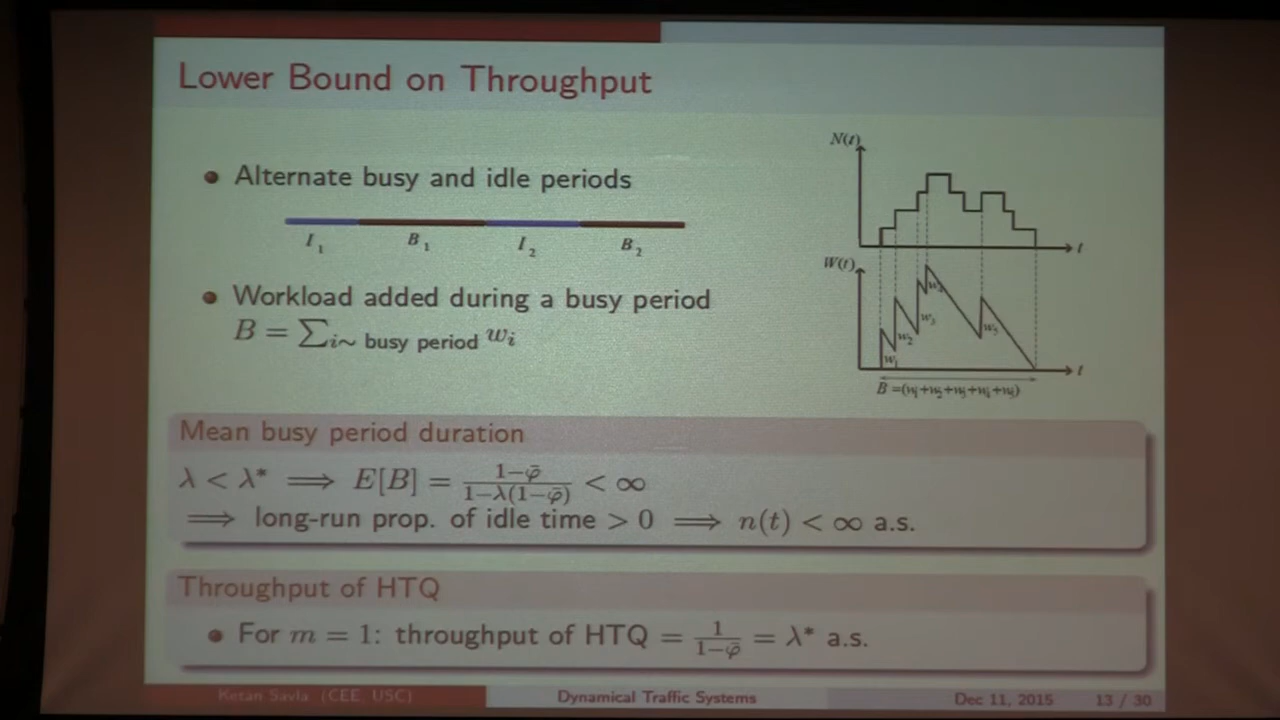 Lower Bound on Throughput
Alternate busy and idle periods
I₁ B₁ I₂ B₂
Workload added during a busy period
B = ∑_{i∼ busy period} w_i
N(t)
t
W(t)
w₁ w₂ w₃ w₄ w₅
t
B =(w₁+w₂+w₃+w₄+w₅)
Mean busy period duration
λ < λ* ⟹ E[B] = \frac{1−φ̄}{1−λ(1−φ̄)} < ∞
⟹ long-run prop. of idle time > 0 ⟹ n(t) < ∞ a.s.
Throughput of HTQ
For m = 1: throughput of HTQ = \frac{1}{1−φ̄} = λ* a.s.
Ketan Savla (CEE, USC) Dynamical Traffic Systems Dec 11, 2015 13 / 30